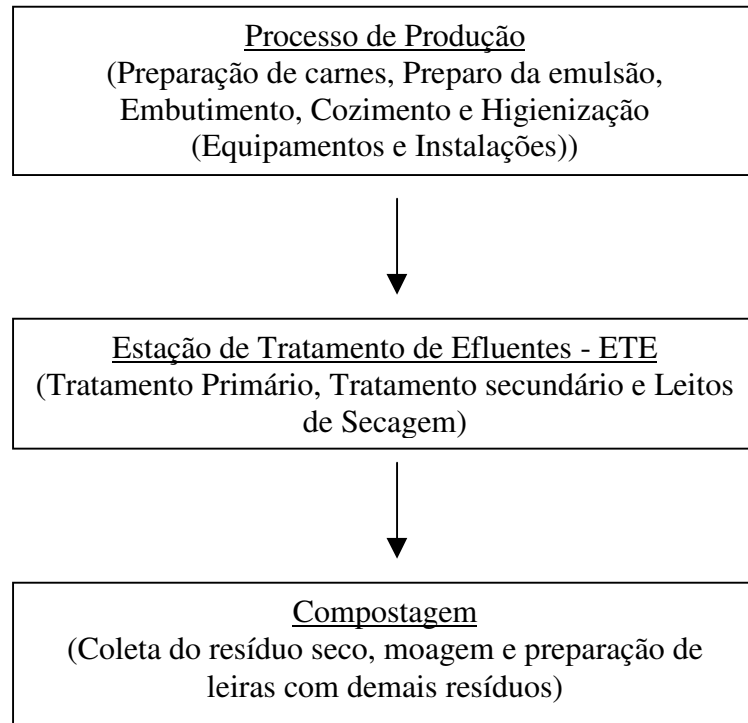 Processo de Produção
(Preparação de carnes, Preparo da emulsão,
Embutimento, Cozimento e Higienização
(Equipamentos e Instalações))
Estação de Tratamento de Efluentes - ETE
(Tratamento Primário, Tratamento secundário e Leitos
de Secagem)
Compostagem
(Coleta do resíduo seco, moagem e preparação de
leiras com demais resíduos)